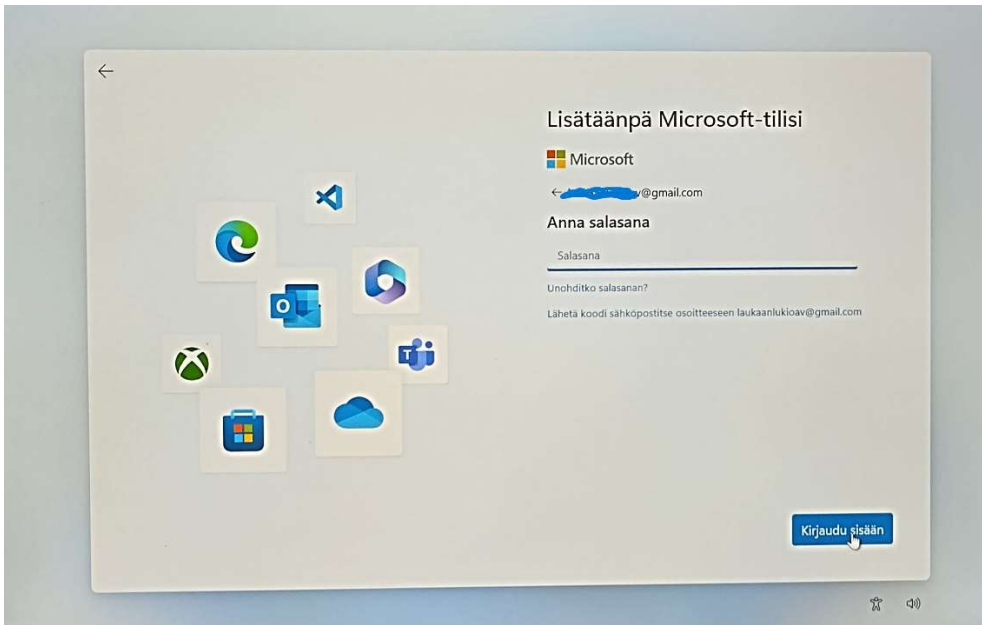 Lisätäänpä Microsoft-tilisi
Microsoft
v@gmail.com
Anna salasana
Salasana
Unohditko salasanan?
Lähetä koodi sähköpostitse osoitteeseen laukaanlukioav@gmail.com
O
T
Kirjaudu sisään